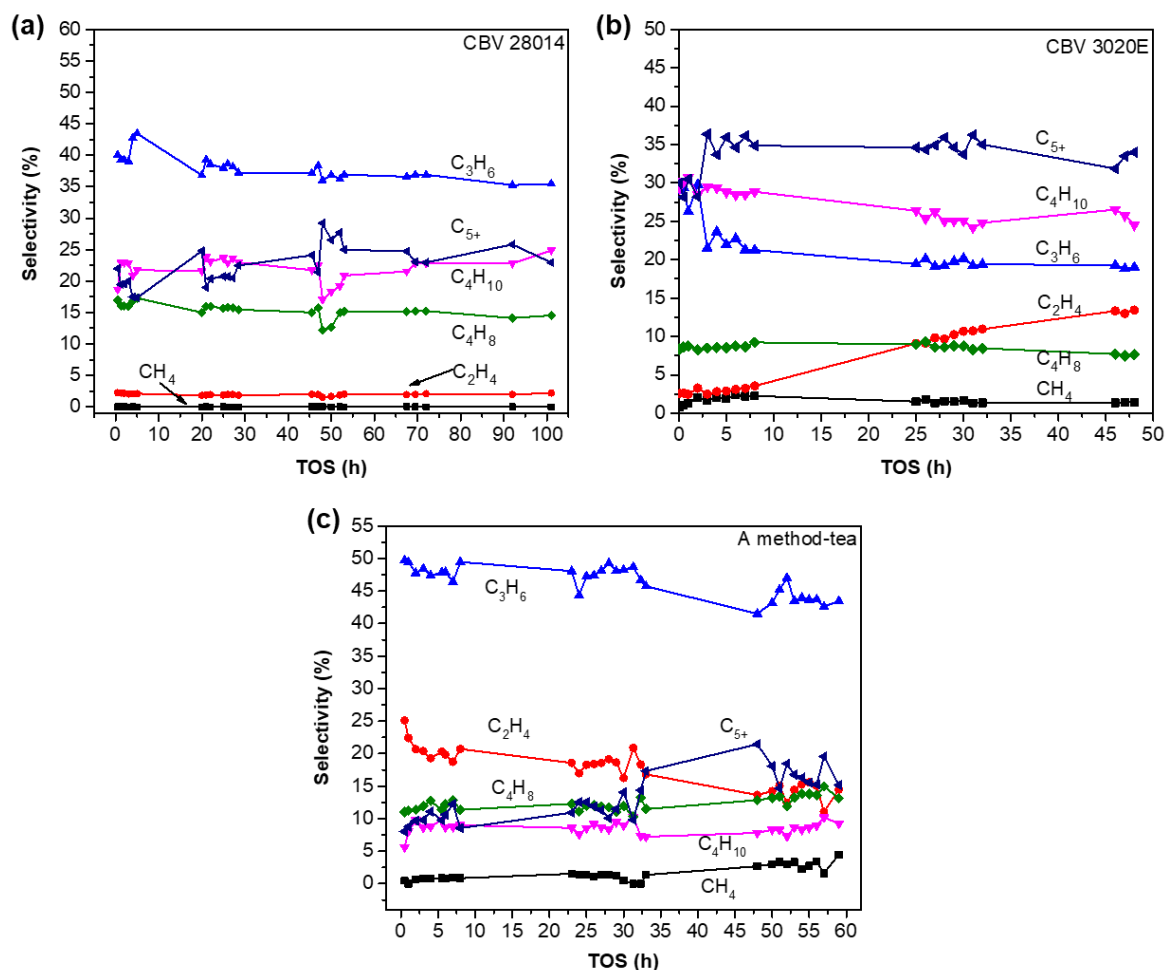 (a)
CBV 28014
60
55
50
45
40
35
30
25
20
15
10
5
0
Selectivity (%)
C3H6
C5+
C4H10
C4H8
CH4
C2H4
0 10 20 30 40 50 60 70 80 90 100
TOS (h)
(b)
CBV 3020E
50
45
40
35
30
25
20
15
10
5
0
Selectivity (%)
C5+
C4H10
C3H6
C2H4
C4H8
CH4
0 5 10 15 20 25 30 35 40 45 50
TOS (h)
(c)
A method-tea
55
50
45
40
35
30
25
20
15
10
5
0
Selectivity (%)
C3H6
C2H4
C5+
C4H8
C4H10
CH4
0 5 10 15 20 25 30 35 40 45 50 55 60
TOS (h)